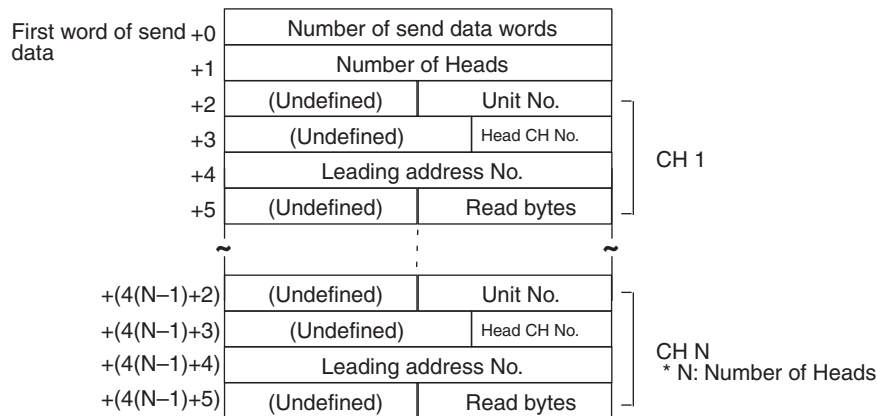 First word of send data
+0 Number of send data words
+1 Number of Heads
+2 (Undefined) Unit No.
+3 (Undefined) Head CH No.
CH 1
+4 Leading address No.
+5 (Undefined) Read bytes
~ ~
+(4(N–1)+2) (Undefined) Unit No.
+(4(N–1)+3) (Undefined) Head CH No.
CH N
* N: Number of Heads
+(4(N–1)+4) Leading address No.
+(4(N–1)+5) (Undefined) Read bytes